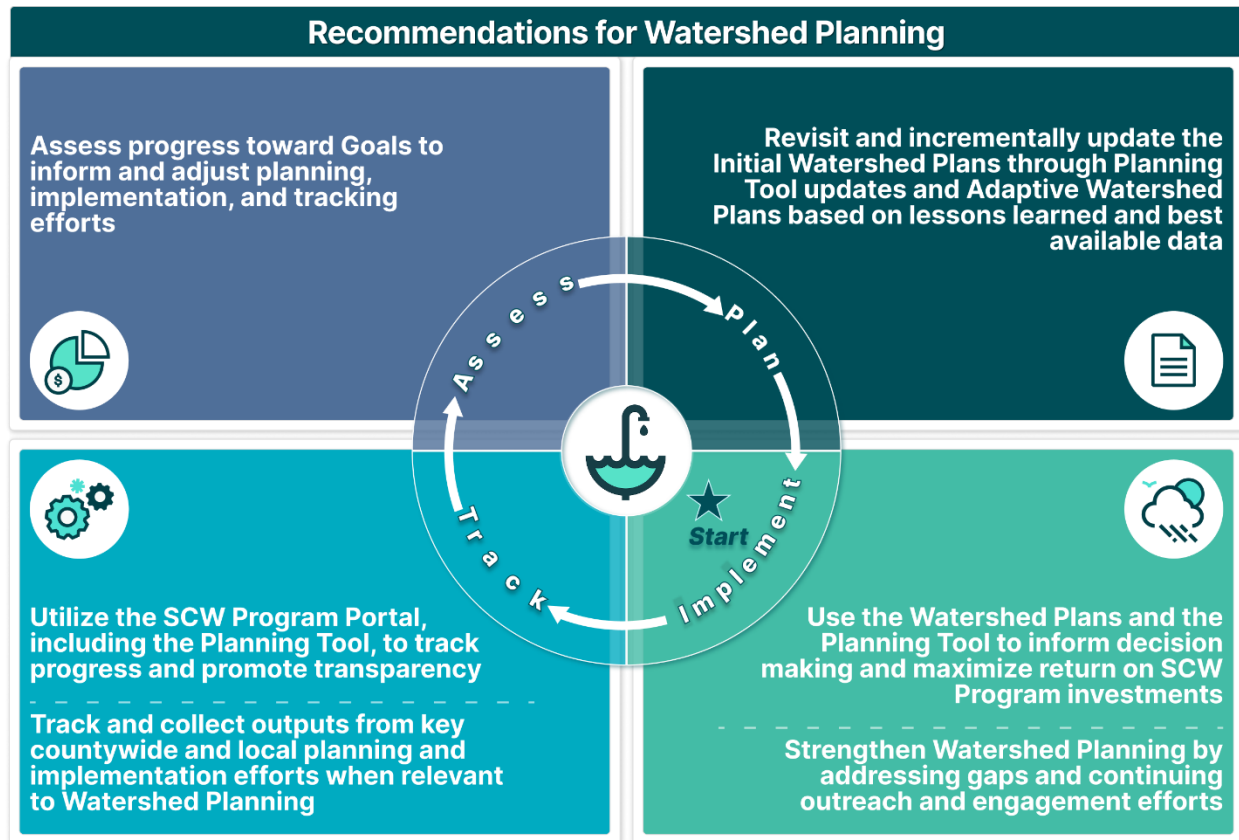 Recommendations for Watershed Planning
Assess progress toward Goals to
inform and adjust planning,
implementation, and tracking
efforts
Revisit and incrementally update the
Initial Watershed Plans through Planning
Tool updates and Adaptive Watershed
Plans based on lessons learned and best
available data
$
Assess
Plan
Implement
Track
Start
Utilize the SCW Program Portal,
including the Planning Tool, to track
progress and promote transparency
Track and collect outputs from key
countywide and local planning and
implementation efforts when relevant
to Watershed Planning
Use the Watershed Plans and the
Planning Tool to inform decision
making and maximize return on SCW
Program investments
Strengthen Watershed Planning by
addressing gaps and continuing
outreach and engagement efforts